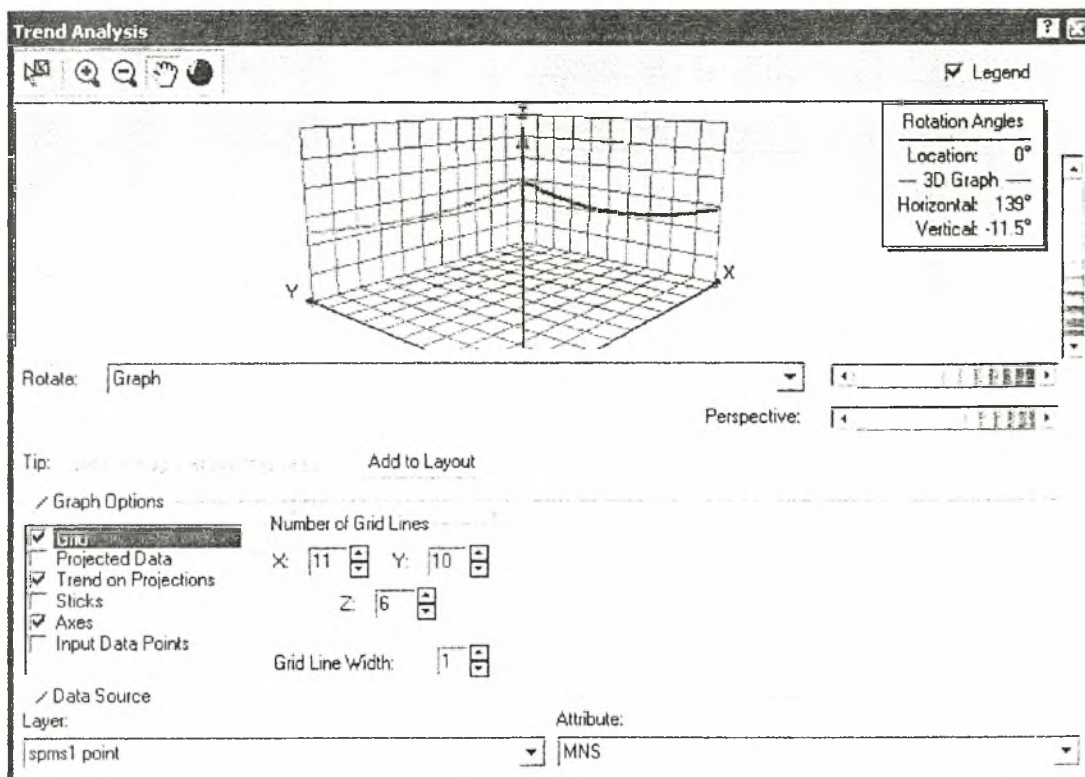 Trend Analysis
Legend
Z
Y
X
Rotation Angles
Location: 0°
3D Graph
Horizontal: 139°
Vertical: -11.5°
Rotate: Graph
Perspective:
Tip:
Add to Layout
Graph Options
Grid
Projected Data
Trend on Projections
Sticks
Axes
Input Data Points
Number of Grid Lines
X: 11 Y: 10
Z: 6
Grid Line Width: 1
Data Source
Layer:
spms1 point
Attribute:
MNS